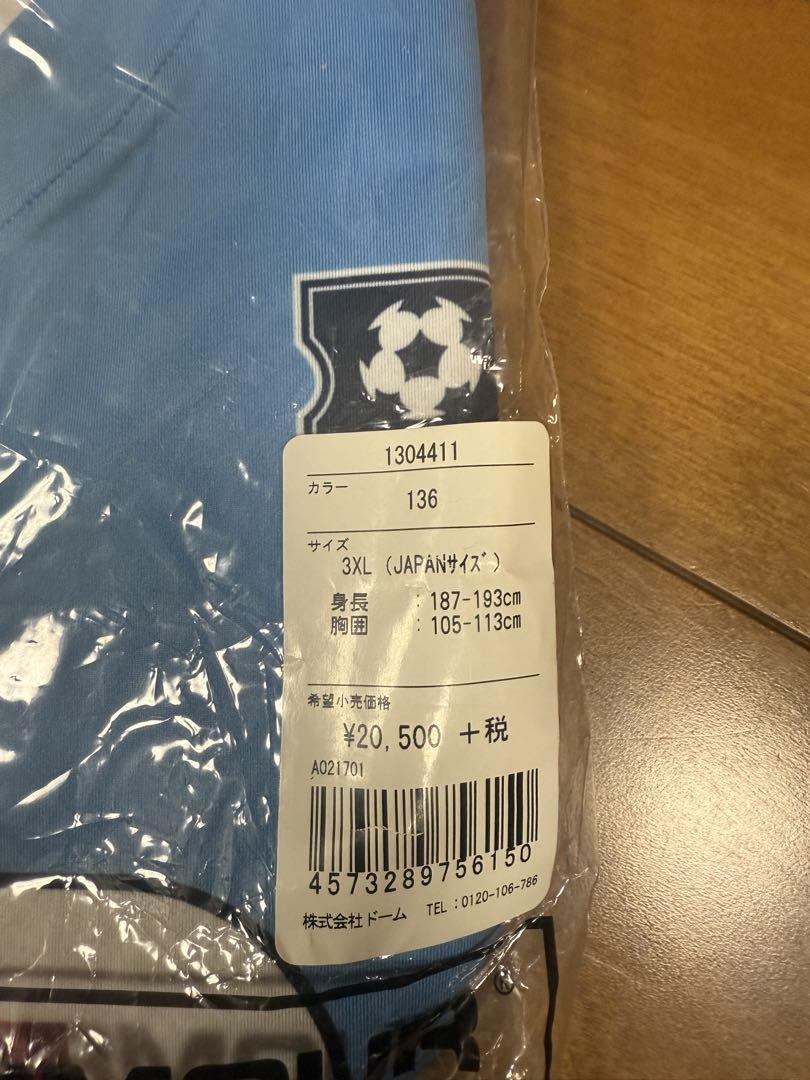 1304411
カラー
136
サイズ
3XL (JAPANｻｲｽﾞ)
身長 : 187-193cm
胸囲 : 105-113cm
希望小売価格
¥20,500 +税
A021701
4573289756150
株式会社ドーム TEL:0120-106-786
®